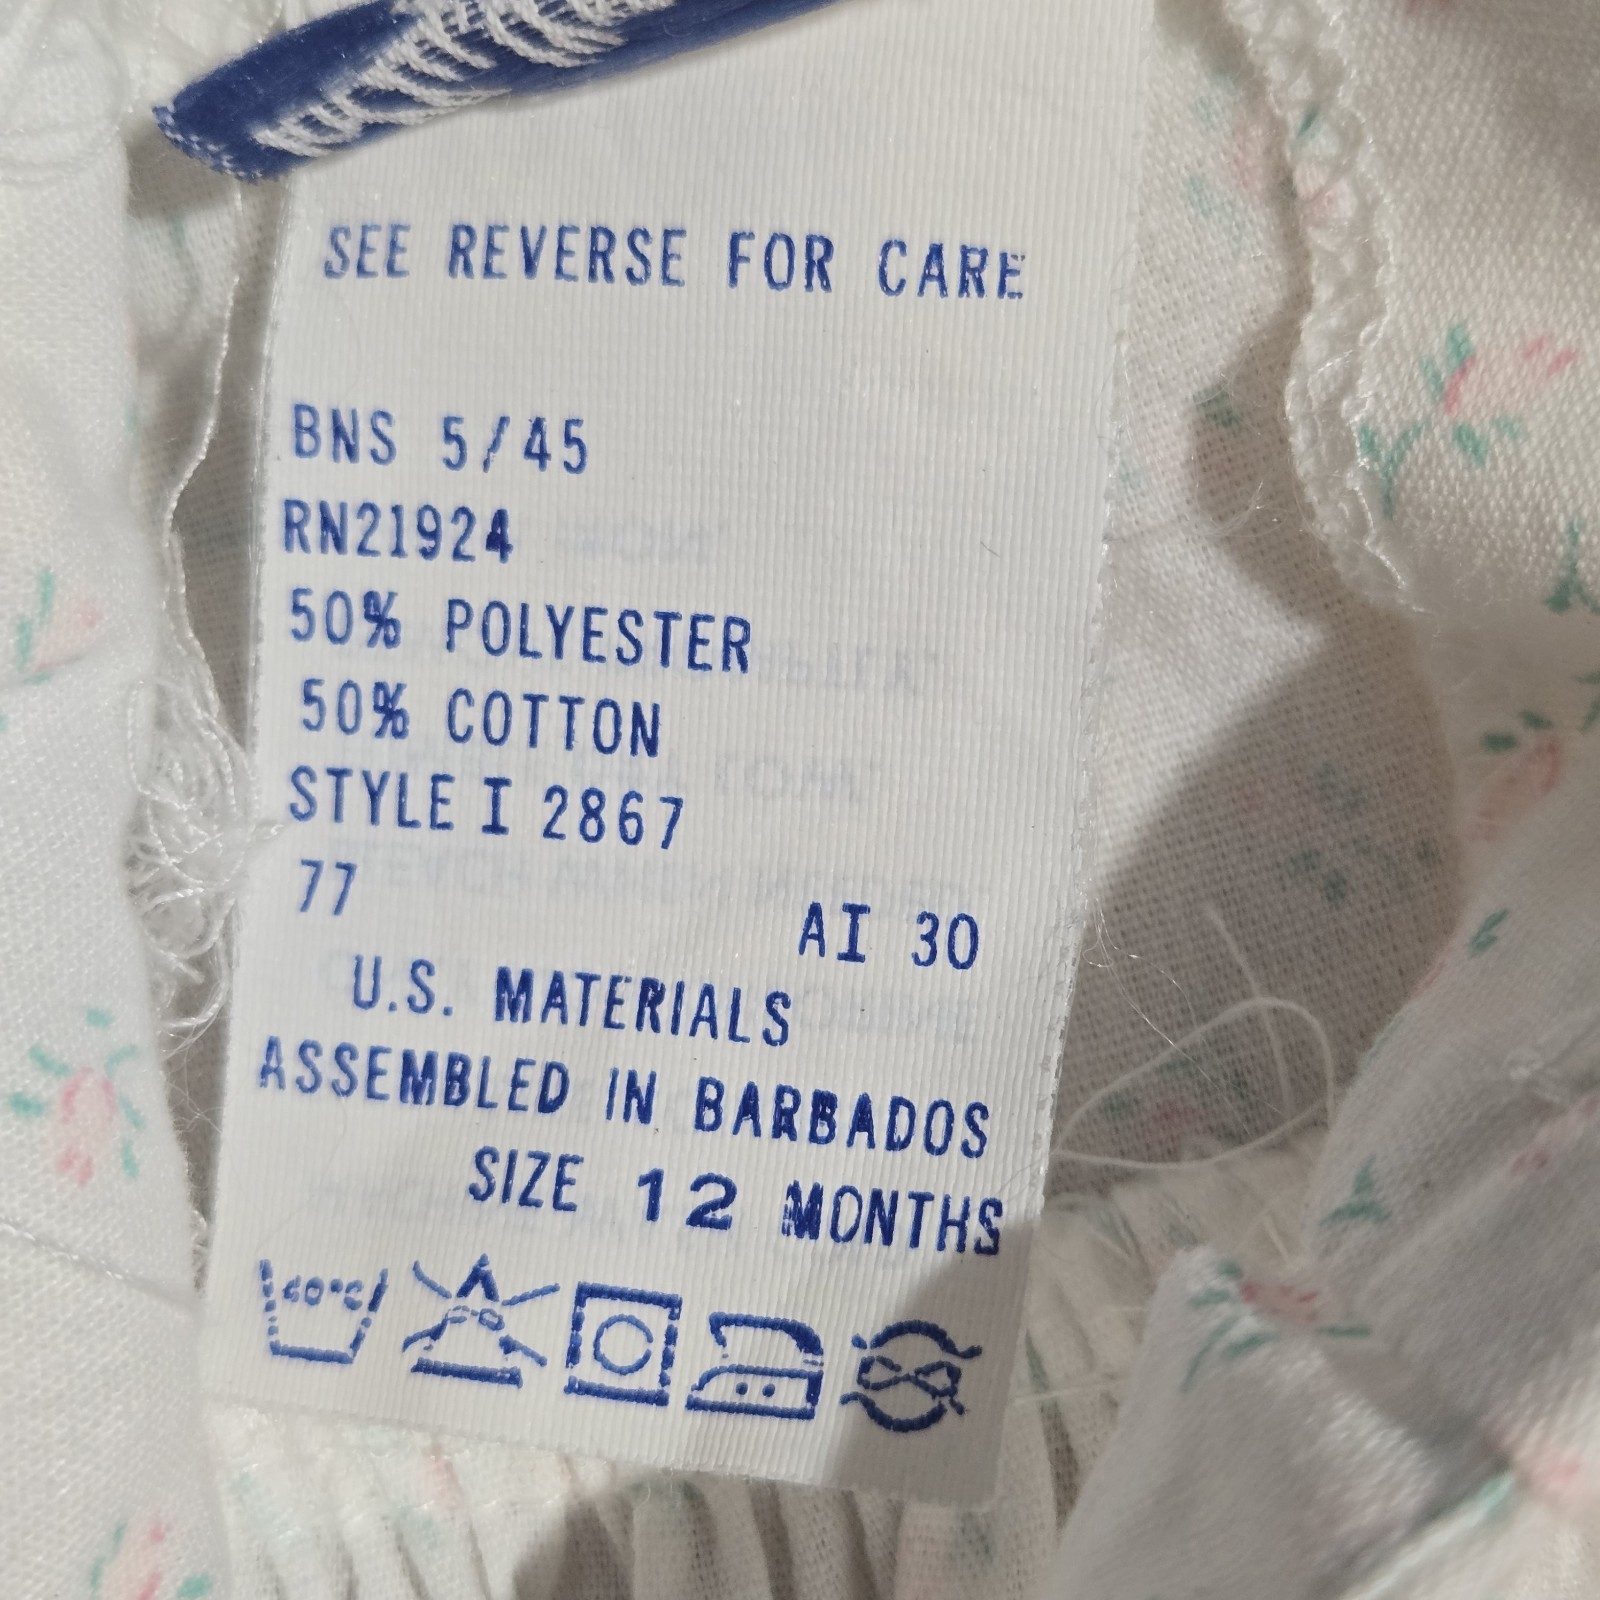 SEE REVERSE FOR CARE
BNS 5/45
RN21924
50% POLYESTER
50% COTTON
STYLE I 2867
77
AI 30
U.S. MATERIALS
ASSEMBLED IN BARBADOS
SIZE 12 MONTHS